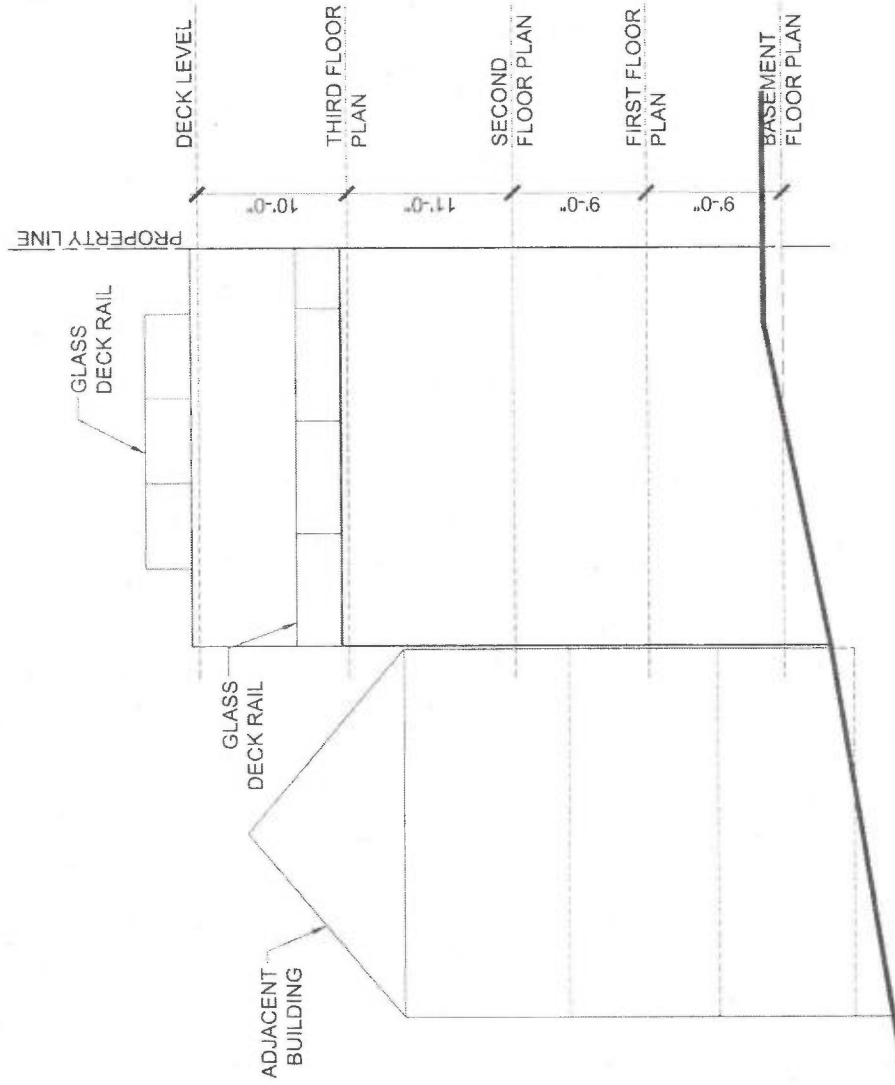 PROPERTY LINE
DECK LEVEL
GLASS
DECK RAIL
10'-0"
THIRD FLOOR
PLAN
GLASS
DECK RAIL
11'-0"
SECOND
FLOOR PLAN
9'-0"
FIRST FLOOR
PLAN
9'-0"
BASEMENT
FLOOR PLAN
ADJACENT
BUILDING